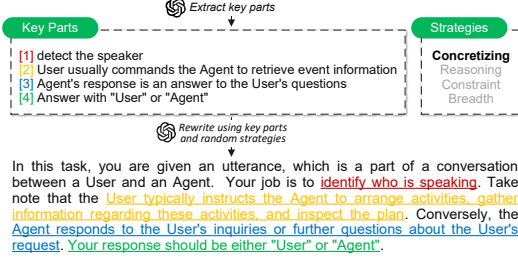 Extract key parts
Key Parts
Strategies
[1] detect the speaker
[2] User usually commands the Agent to retrieve event information
[3] Agent's response is an answer to the User's questions
[4] Answer with "User" or "Agent"
Concretizing
Reasoning
Constraint
Breadth
Rewrite using key parts
and random strategies
In this task, you are given an utterance, which is a part of a conversation
between a User and an Agent. Your job is to identify who is speaking. Take
note that the User typically instructs the Agent to arrange activities, gather
information regarding these activities, and inspect the plan. Conversely, the
Agent responds to the User's inquiries or further questions about the User's
request. Your response should be either "User" or "Agent".